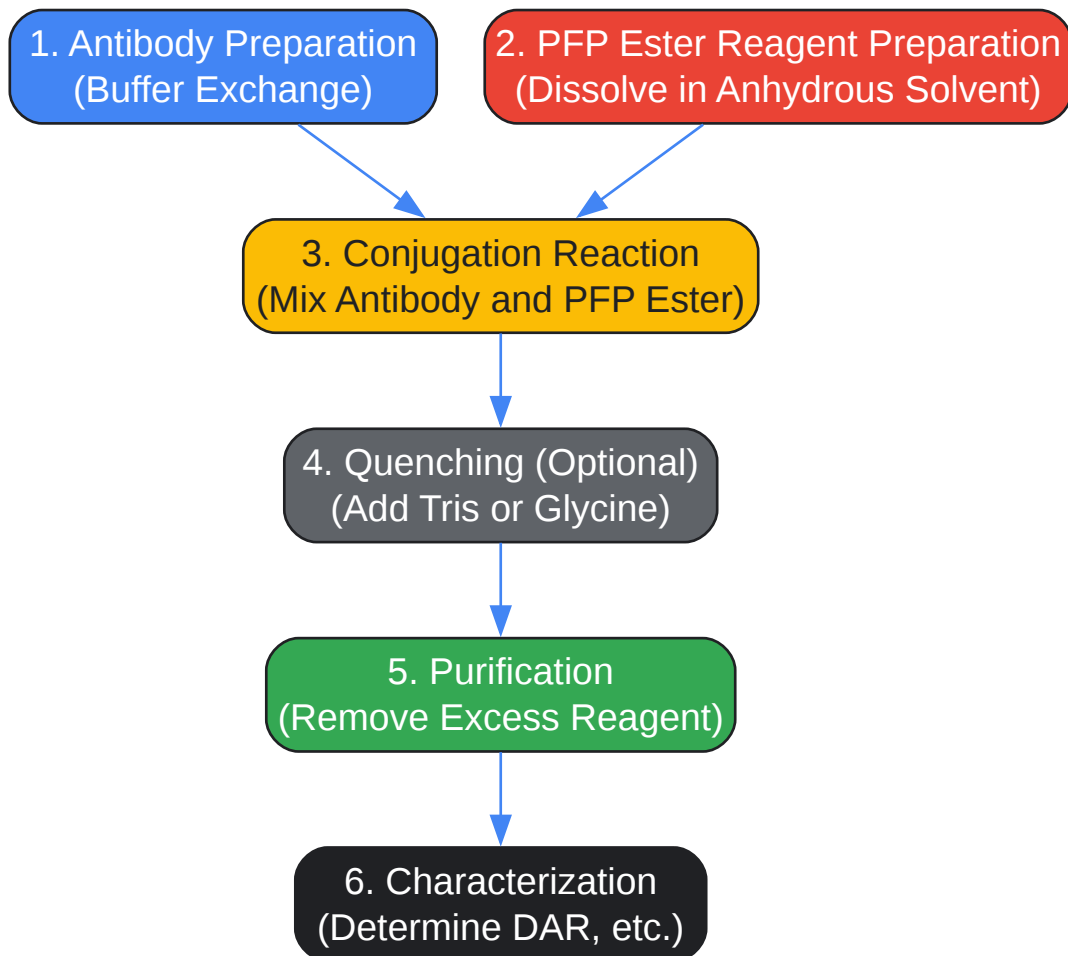 1. Antibody Preparation
(Buffer Exchange)
2. PFP Ester Reagent Preparation
(Dissolve in Anhydrous Solvent)
3. Conjugation Reaction
(Mix Antibody and PFP Ester)
4. Quenching (Optional)
(Add Tris or Glycine)
5. Purification
(Remove Excess Reagent)
6. Characterization
(Determine DAR, etc.)